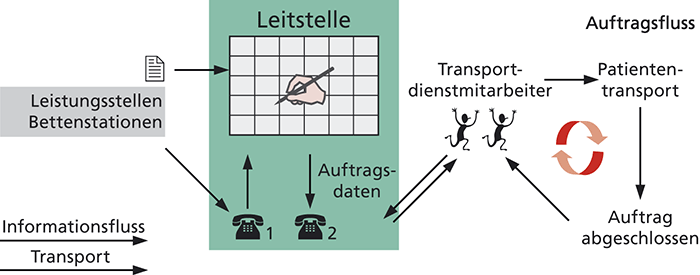 Leitstelle
Auftragsfluss
Leistungsstellen
Bettenstationen
Transport-
dienstmitarbeiter
Patienten-
transport
Auftrags-
daten
1
2
Auftrag
abgeschlossen
Informationsfluss
Transport